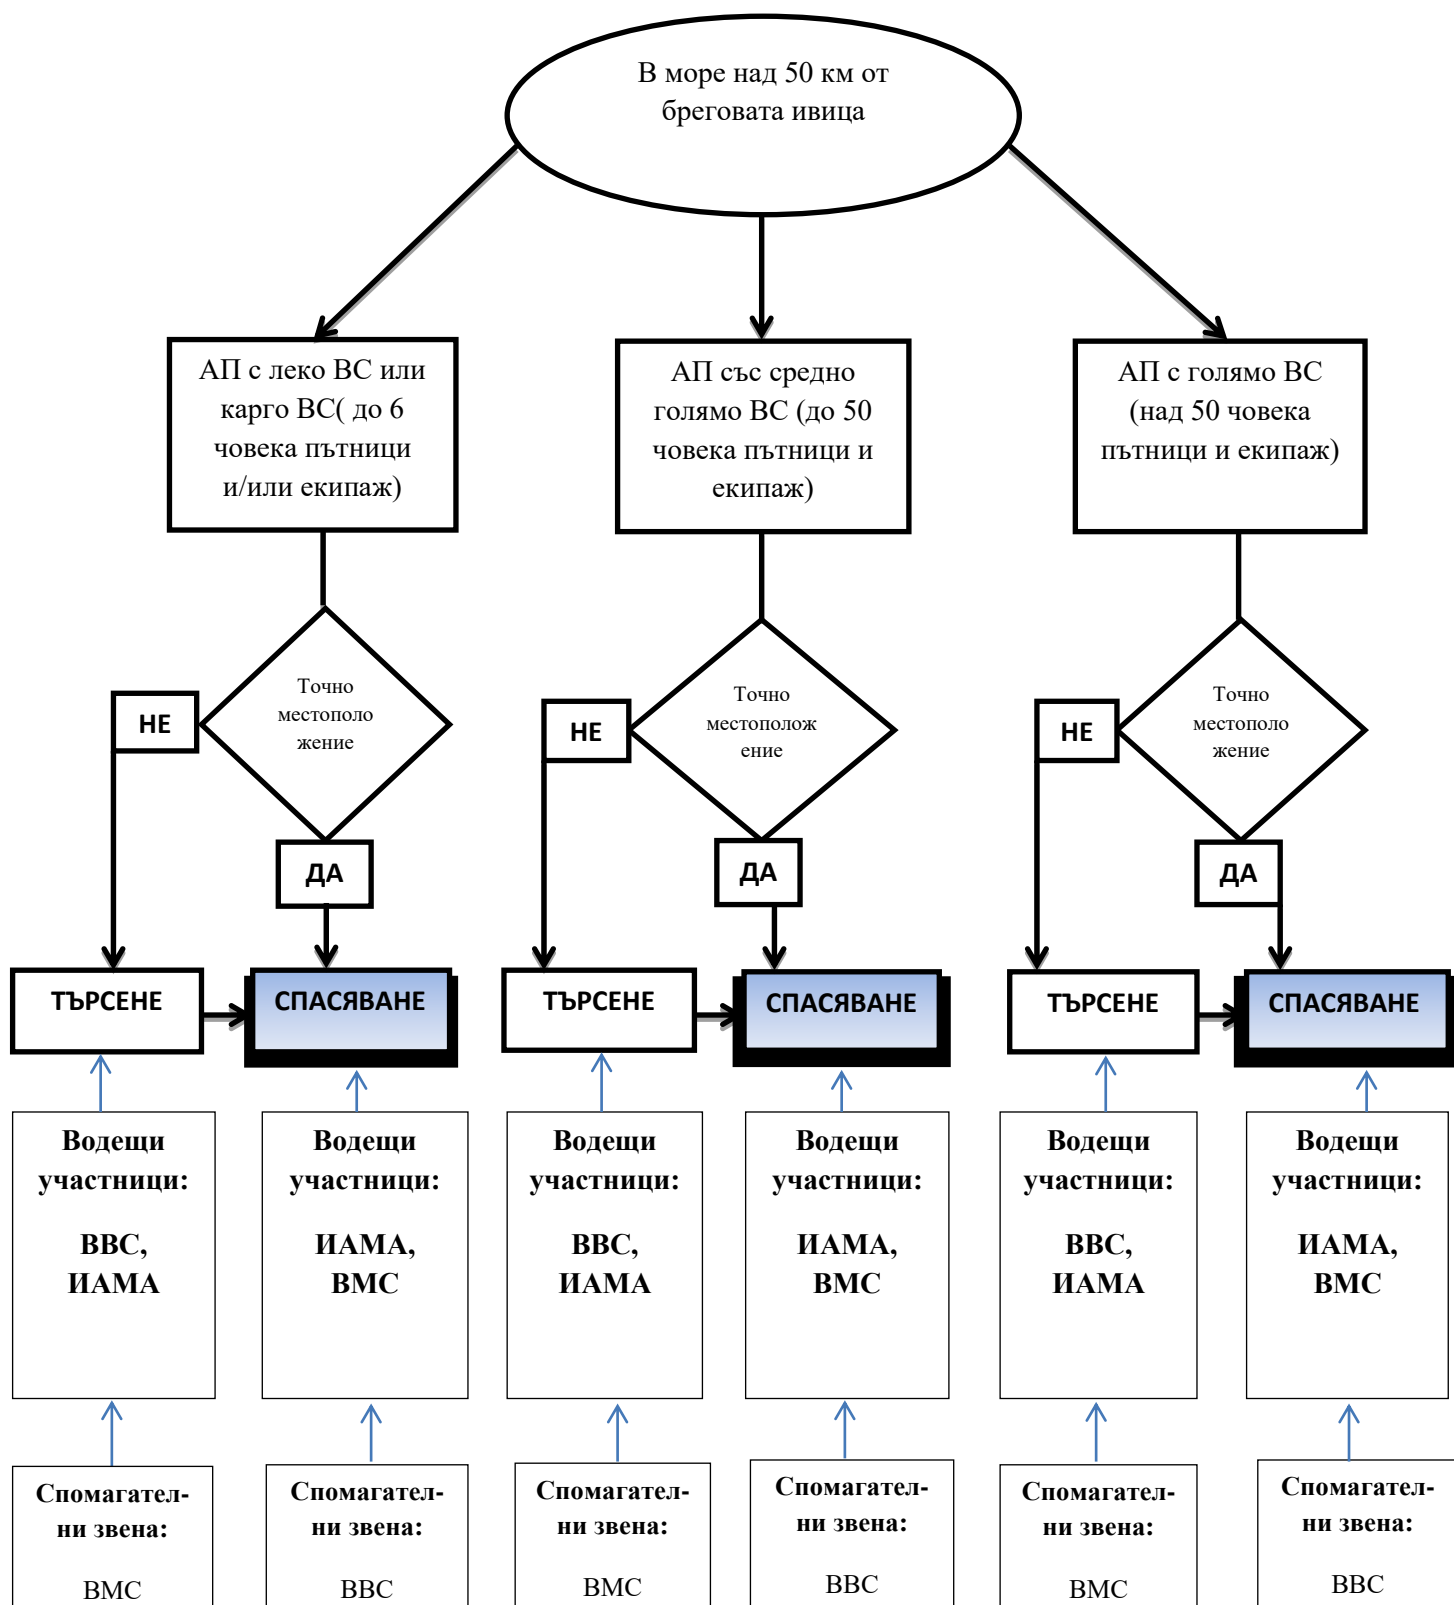 В море над 50 км от
бреговата ивица
АП с леко ВС или
карго ВС( до 6
човека пътници
и/или екипаж)
АП със средно
голямо ВС (до 50
човека пътници и
екипаж)
АП с голямо ВС
(над 50 човека
пътници и екипаж)
Точно
местополо
жение
НЕ
ДА
Точно
местополож
ение
НЕ
ДА
Точно
местополо
жение
НЕ
ДА
ТЪРСЕНЕ
СПАСЯВАНЕ
ТЪРСЕНЕ
СПАСЯВАНЕ
ТЪРСЕНЕ
СПАСЯВАНЕ
Водещи
участници:
ВВС,
ИАМА
Водещи
участници:
ИАМА,
ВМС
Водещи
участници:
ВВС,
ИАМА
Водещи
участници:
ИАМА,
ВМС
Водещи
участници:
ВВС,
ИАМА
Водещи
участници:
ИАМА,
ВМС
Спомагател-
ни звена:
ВМС
Спомагател-
ни звена:
ВВС
Спомагател-
ни звена:
ВМС
Спомагател-
ни звена:
ВВС
Спомагател-
ни звена:
ВМС
Спомагател-
ни звена:
ВВС